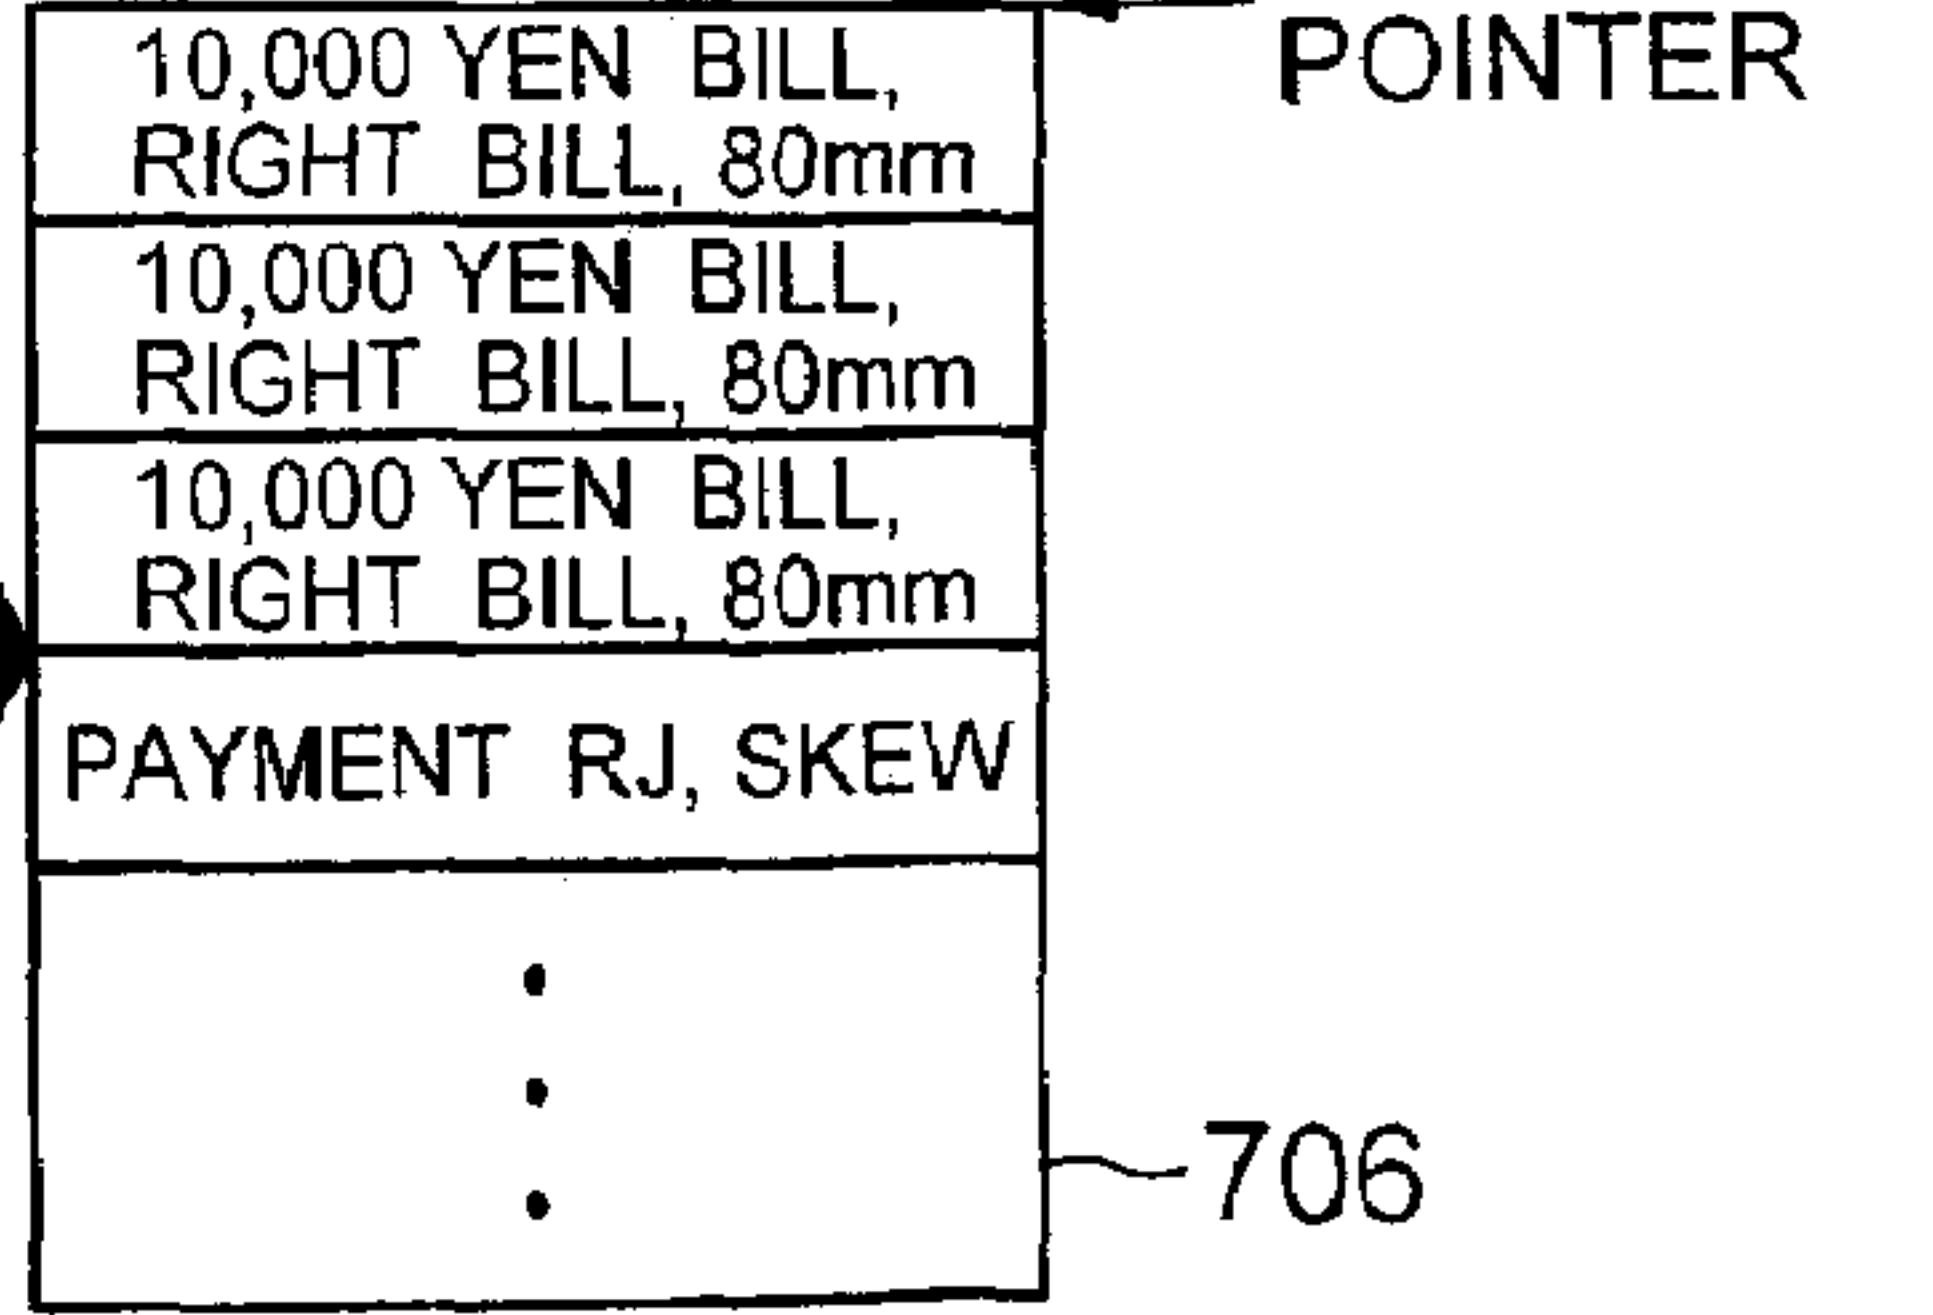 10,000 YEN BILL,
RIGHT BILL, 80mm
POINTER
10,000 YEN BILL,
RIGHT BILL, 80mm
10,000 YEN BILL,
RIGHT BILL, 80mm
PAYMENT RJ, SKEW
706